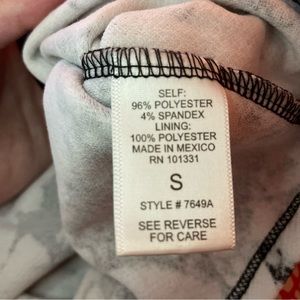 SELF:
96% POLYESTER
4% SPANDEX
LINING:
100% POLYESTER
MADE IN MEXICO
RN 101331
S
STYLE # 7649A
SEE REVERSE
FOR CARE